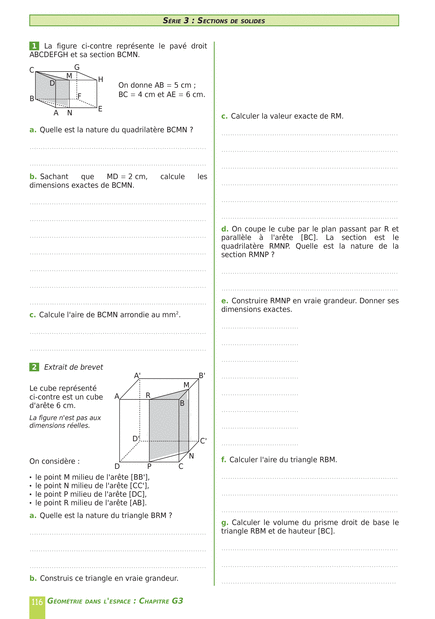 SÉRIE 3 : SECTIONS DE SOLIDES
1 La figure ci-contre représente le pavé droit
ABCDEFGH et sa section BCMN.
C
G
M
H
D
B
F
E
A
N
On donne AB = 5 cm ;
BC = 4 cm et AE = 6 cm.
a. Quelle est la nature du quadrilatère BCMN ?
b. Sachant que MD = 2 cm, calcule les
dimensions exactes de BCMN.
c. Calcule l'aire de BCMN arrondie au mm².
2 Extrait de brevet
Le cube représenté
ci-contre est un cube
d'arête 6 cm.
La figure n'est pas aux
dimensions réelles.
A'
B'
M
A
R
B
D'
C'
N
D
P
C
On considère :
• le point M milieu de l'arête [BB'],
• le point N milieu de l'arête [CC'],
• le point P milieu de l'arête [DC],
• le point R milieu de l'arête [AB].
a. Quelle est la nature du triangle BRM ?
b. Construis ce triangle en vraie grandeur.
c. Calculer la valeur exacte de RM.
d. On coupe le cube par le plan passant par R et
parallèle à l'arête [BC]. La section est le
quadrilatère RMNP. Quelle est la nature de la
section RMNP ?
e. Construire RMNP en vraie grandeur. Donner ses
dimensions exactes.
f. Calculer l'aire du triangle RBM.
g. Calculer le volume du prisme droit de base le
triangle RBM et de hauteur [BC].
116 GÉOMÉTRIE DANS L'ESPACE : CHAPITRE G3